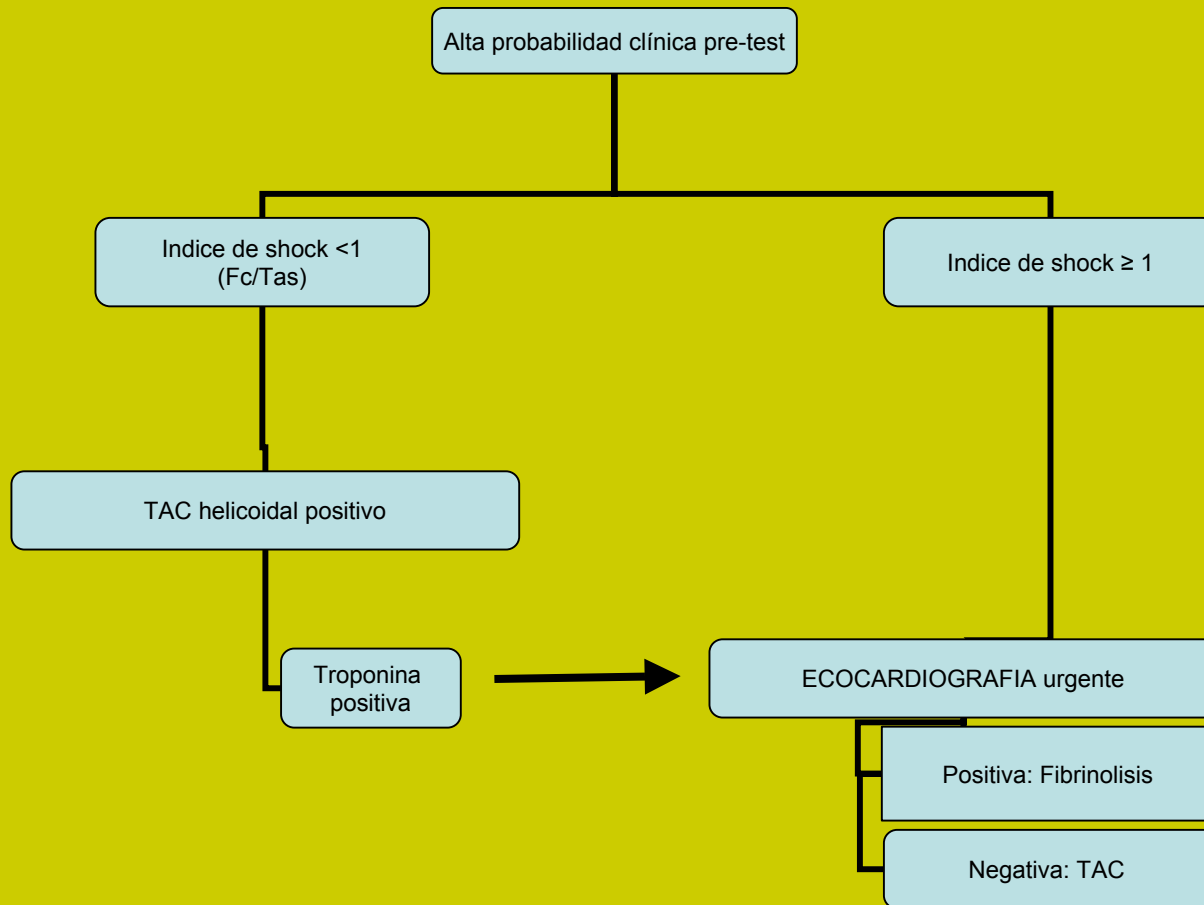 Alta probabilidad clínica pre-test
Indice de shock <1
(Fc/Tas)
Indice de shock ≥ 1
TAC helicoidal positivo
Troponina
positiva
ECOCARDIOGRAFIA urgente
Positiva: Fibrinolisis
Negativa: TAC